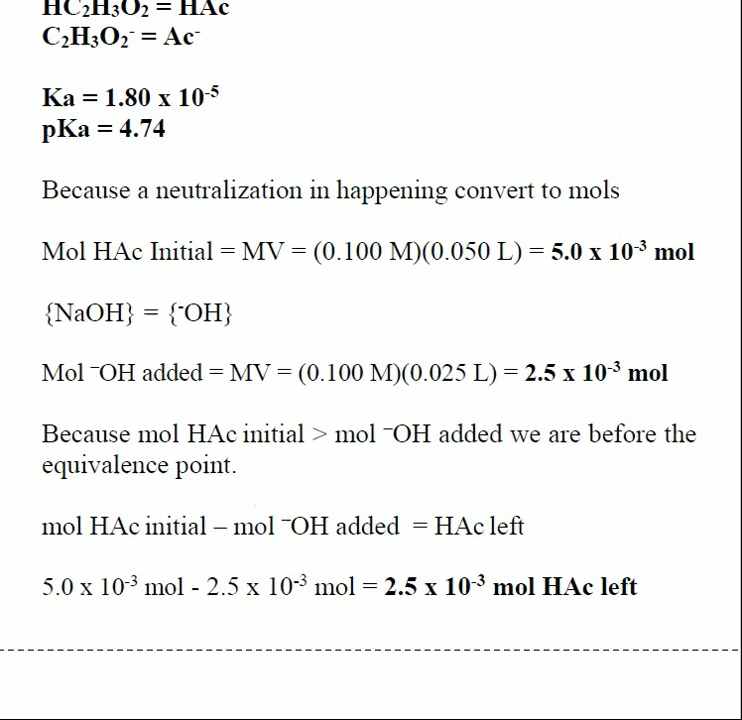 HC₂H₃O₂ = HAc
C₂H₃O₂⁻ = Ac⁻
Ka = 1.80 x 10⁻⁵
pKa = 4.74
Because a neutralization in happening convert to mols
Mol HAc Initial = MV = (0.100 M)(0.050 L) = 5.0 x 10⁻³ mol
{NaOH} = {⁻OH}
Mol ⁻OH added = MV = (0.100 M)(0.025 L) = 2.5 x 10⁻³ mol
Because mol HAc initial > mol ⁻OH added we are before the
equivalence point.
mol HAc initial – mol ⁻OH added = HAc left
5.0 x 10⁻³ mol - 2.5 x 10⁻³ mol = 2.5 x 10⁻³ mol HAc left